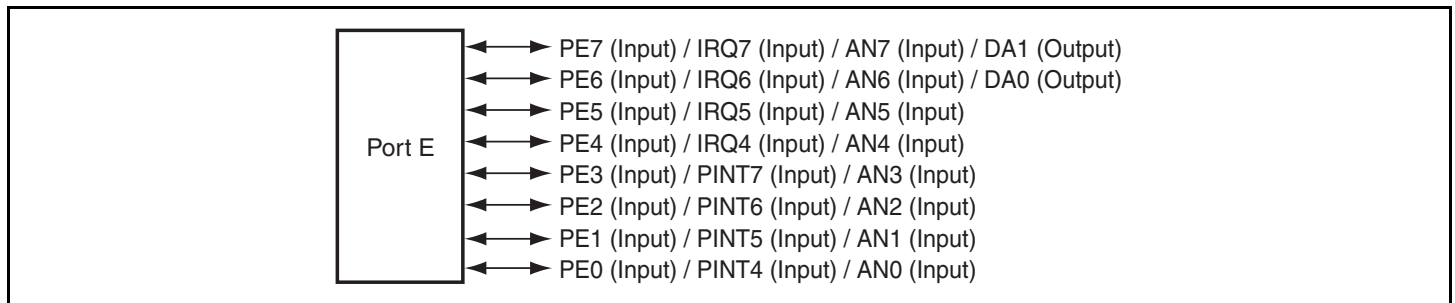 Port E
PE7 (Input) / IRQ7 (Input) / AN7 (Input) / DA1 (Output)
PE6 (Input) / IRQ6 (Input) / AN6 (Input) / DA0 (Output)
PE5 (Input) / IRQ5 (Input) / AN5 (Input)
PE4 (Input) / IRQ4 (Input) / AN4 (Input)
PE3 (Input) / PINT7 (Input) / AN3 (Input)
PE2 (Input) / PINT6 (Input) / AN2 (Input)
PE1 (Input) / PINT5 (Input) / AN1 (Input)
PE0 (Input) / PINT4 (Input) / AN0 (Input)